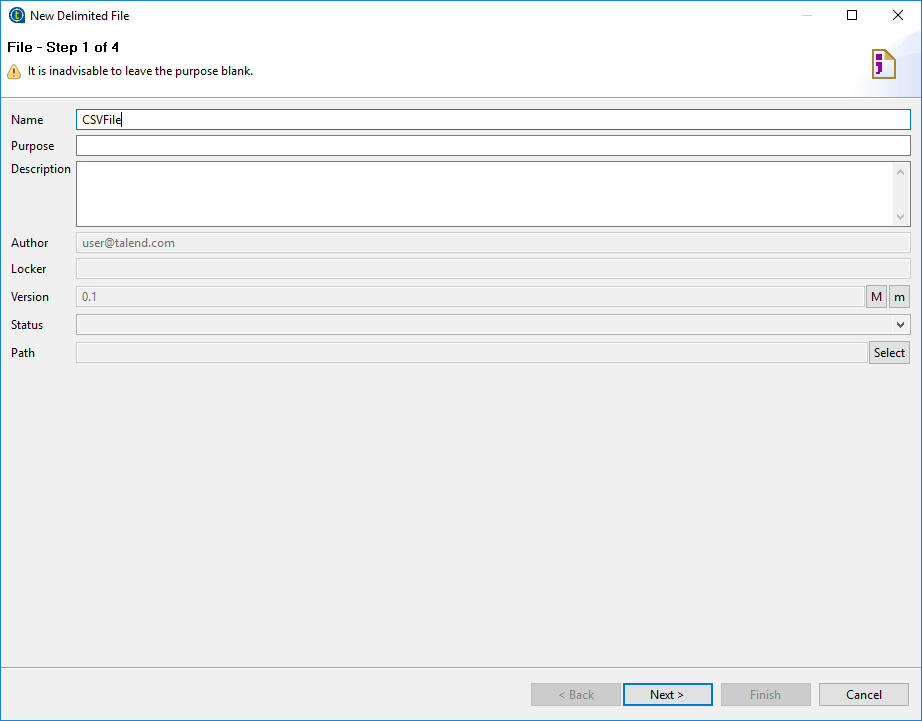 New Delimited File
File - Step 1 of 4
It is inadvisable to leave the purpose blank.
Name CSVFile
Purpose
Description
Author user@talend.com
Locker
Version 0.1 M m
Status
Path Select
< Back Next > Finish Cancel